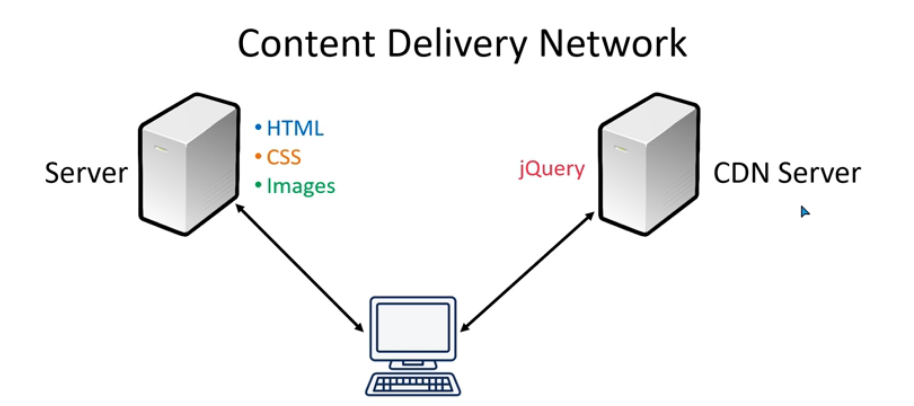 Content Delivery Network
Server
• HTML
• CSS
• Images
jQuery
CDN Server